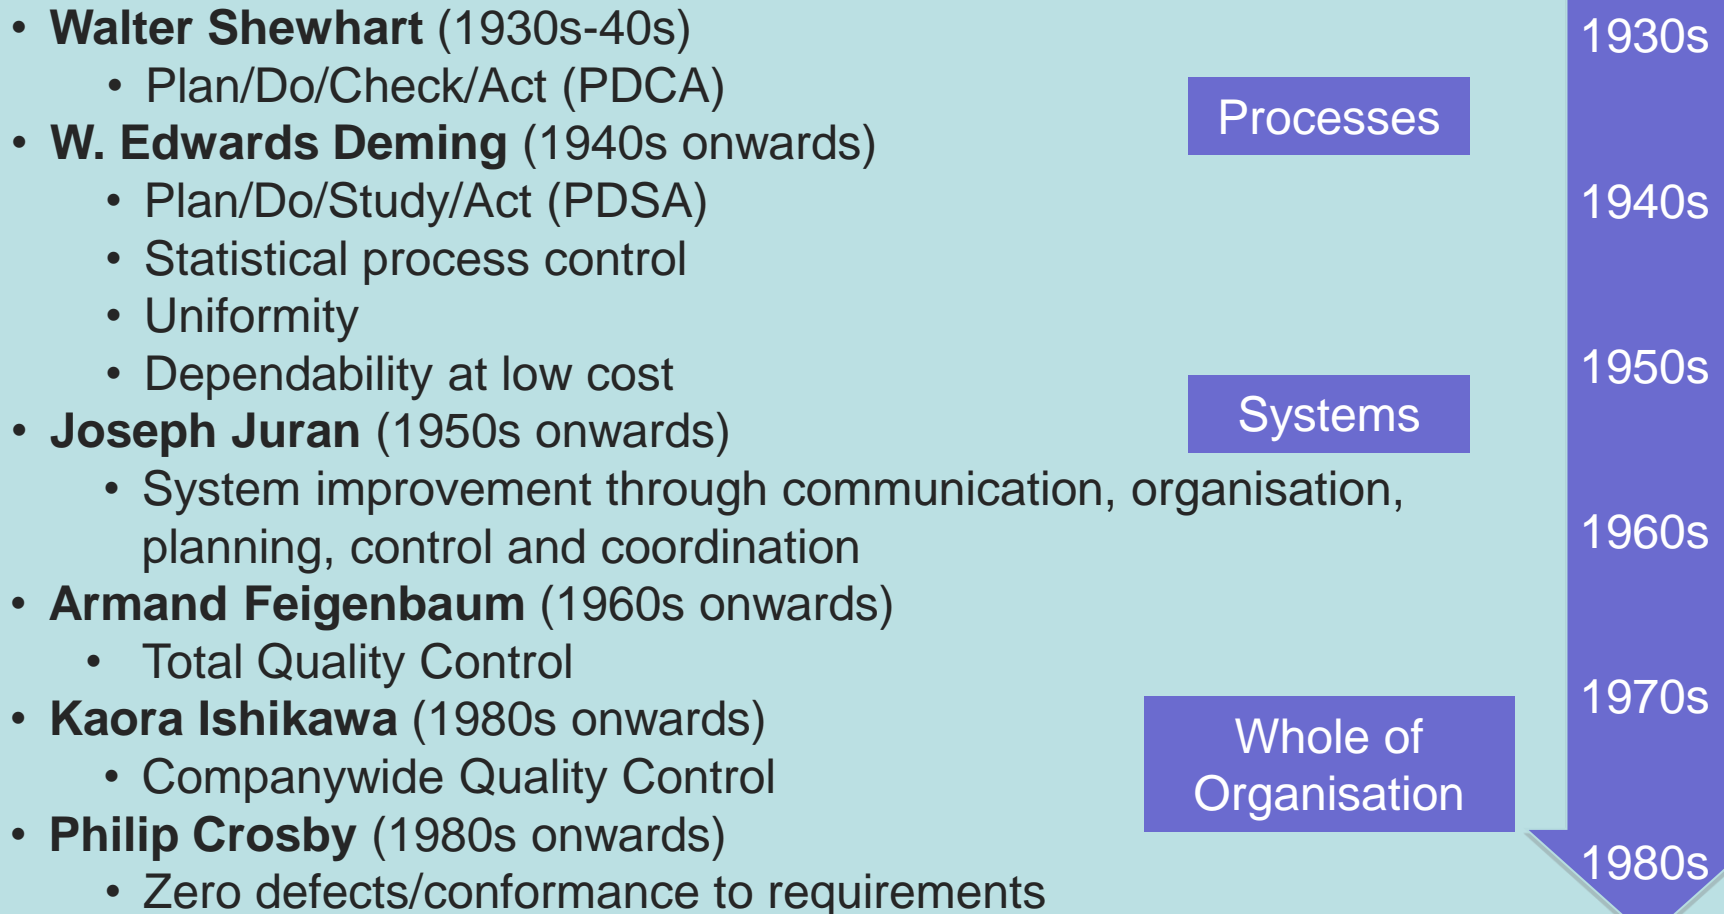 • Walter Shewhart (1930s-40s)
• Plan/Do/Check/Act (PDCA)
• W. Edwards Deming (1940s onwards)
• Plan/Do/Study/Act (PDSA)
• Statistical process control
• Uniformity
• Dependability at low cost
• Joseph Juran (1950s onwards)
• System improvement through communication, organisation,
planning, control and coordination
• Armand Feigenbaum (1960s onwards)
• Total Quality Control
• Kaora Ishikawa (1980s onwards)
• Companywide Quality Control
• Philip Crosby (1980s onwards)
• Zero defects/conformance to requirements
Processes
Systems
Whole of
Organisation
1930s
1940s
1950s
1960s
1970s
1980s